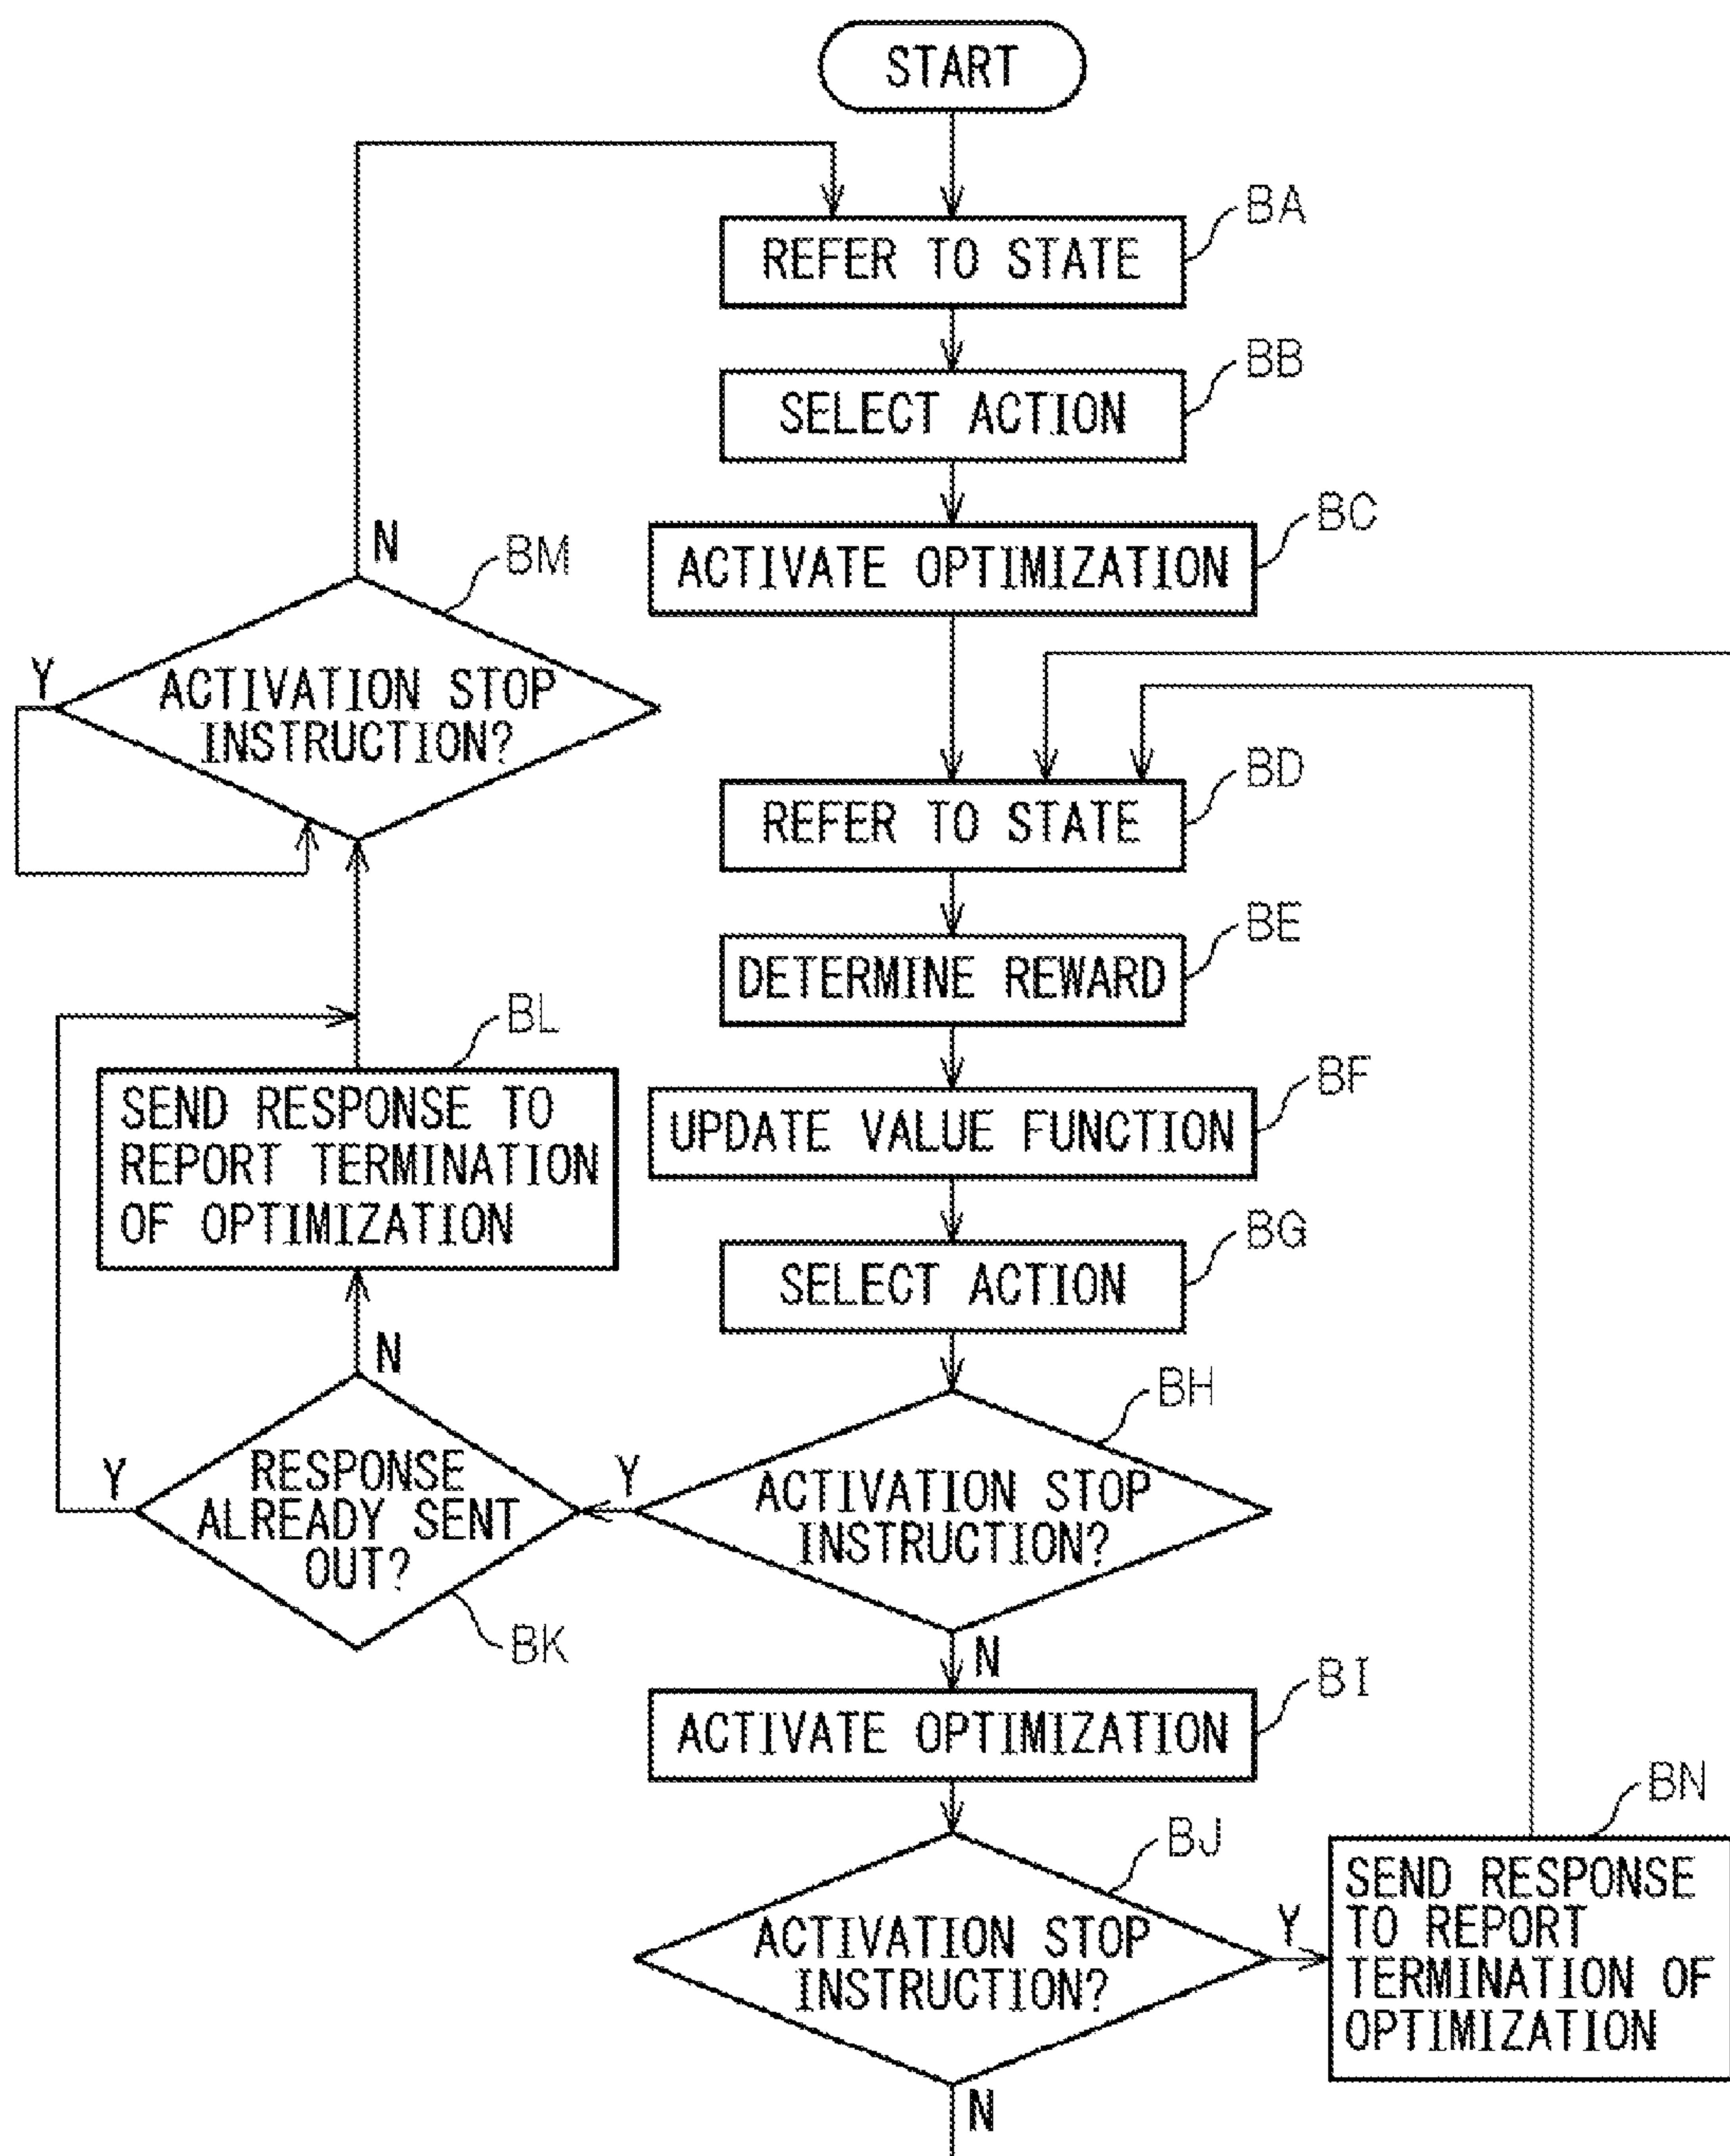 START
BA
REFER TO STATE
BB
SELECT ACTION
BC
ACTIVATE OPTIMIZATION
N
BM
Y
ACTIVATION STOP
INSTRUCTION?
BD
REFER TO STATE
BE
DETERMINE REWARD
BL
SEND RESPONSE TO
REPORT TERMINATION
OF OPTIMIZATION
BF
UPDATE VALUE FUNCTION
BG
SELECT ACTION
N
BH
Y
RESPONSE
ALREADY SENT
OUT?
Y
ACTIVATION STOP
INSTRUCTION?
BK
N
BI
ACTIVATE OPTIMIZATION
BJ
BN
ACTIVATION STOP
INSTRUCTION?
Y
SEND RESPONSE
TO REPORT
TERMINATION OF
OPTIMIZATION
N